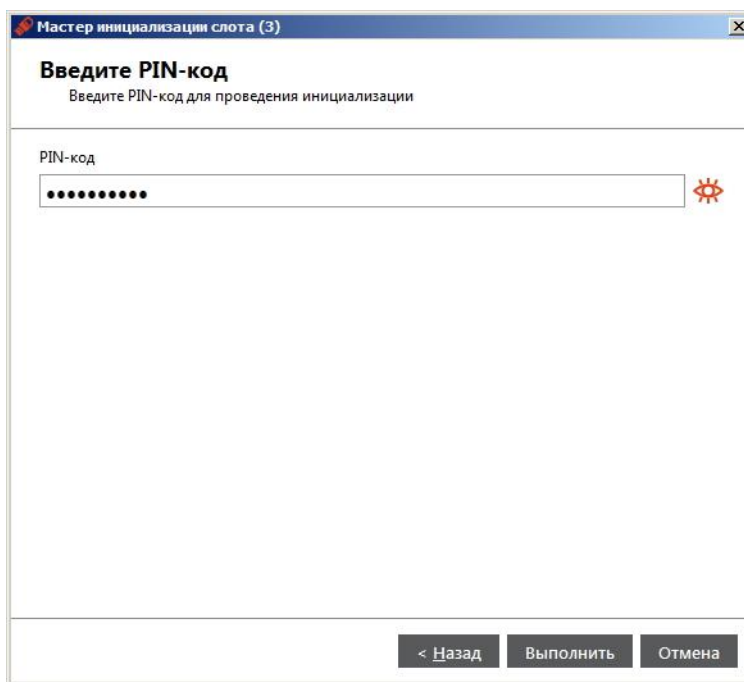 Мастер инициализации слота (3)
Введите PIN-код
Введите PIN-код для проведения инициализации
PIN-код
••••••••••
< Назад Выполнить Отмена